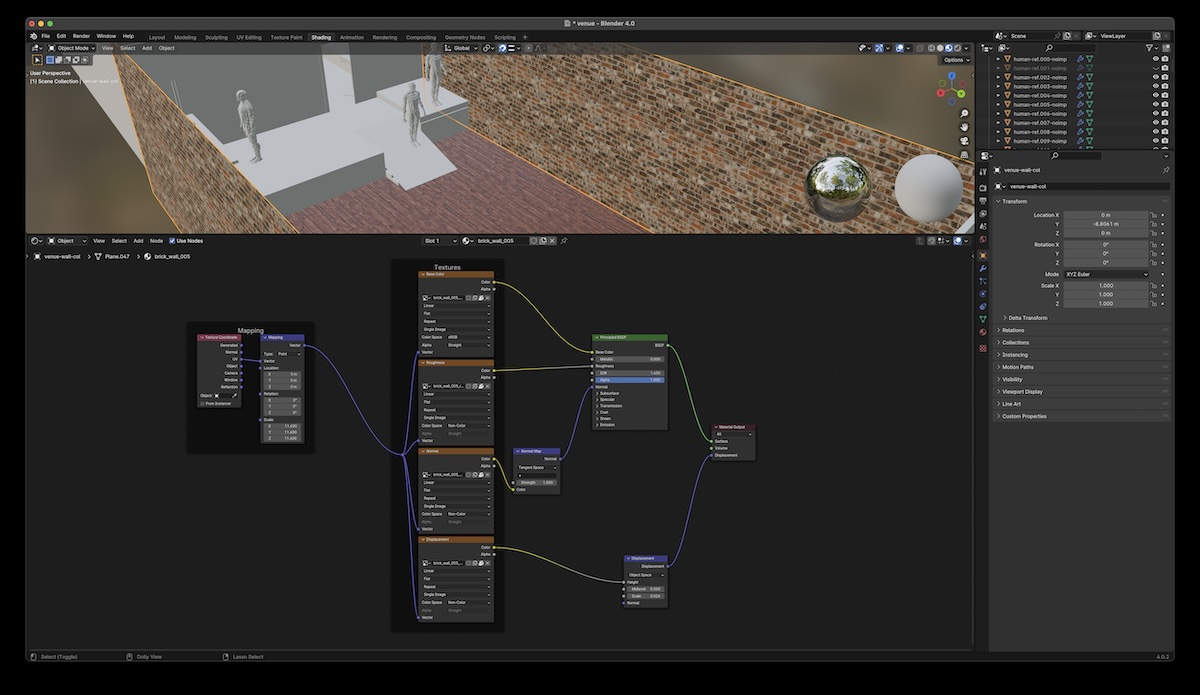 * venue - Blender 4.0
File Edit Render Window Help Layout Modeling Sculpting UV Editing Texture Paint Shading Animation Rendering Compositing Geometry Nodes Scripting + Scene ViewLayer
Object Mode View Select Add Object Global
Options
User Perspective
(1) Scene Collection | venue-wall-col
human-ref.000-noimp
human-ref.001-noimp
human-ref.002-noimp
human-ref.003-noimp
human-ref.004-noimp
human-ref.005-noimp
human-ref.006-noimp
human-ref.007-noimp
human-ref.008-noimp
human-ref.009-noimp
venue-wall-col
venue-wall-col
Transform
Location X 0 m
Y -6.8061 m
Z 0 m
Rotation X 0°
Y 0°
Z 0°
Mode XYZ Euler
Scale X 1.000
Y 1.000
Z 1.000
Delta Transform
Relations
Collections
Instancing
Motion Paths
Visibility
Viewport Display
Line Art
Custom Properties
Object View Select Add Node Use Nodes Slot 1 brick_wall_005
venue-wall-col > Plane.047 > brick_wall_005
Mapping
Texture Coordinate
Generated
Normal
UV
Object
Camera
Window
Reflection
Object:
From Instancer
Mapping
Vector
Type: Point
Vector
Location:
X 0 m
Y 0 m
Z 0 m
Rotation:
X 0°
Y 0°
Z 0°
Scale:
X 11.600
Y 11.600
Z 11.600
Textures
Base Color
Color
Alpha
brick_wall_005_...
Linear
Flat
Repeat
Single Image
Color Space sRGB
Alpha Straight
Vector
Roughness
Color
Alpha
brick_wall_005_r...
Linear
Flat
Repeat
Single Image
Color Space Non-Color
Alpha Straight
Vector
Normal
Color
Alpha
brick_wall_005_...
Linear
Flat
Repeat
Single Image
Color Space Non-Color
Alpha Straight
Vector
Displacement
Color
Alpha
brick_wall_005_...
Linear
Flat
Repeat
Single Image
Color Space Non-Color
Alpha Straight
Vector
Normal Map
Normal
Tangent Space
Strength 1.000
Color
Principled BSDF
BSDF
Base Color
Metallic 0.000
Roughness
IOR 1.450
Alpha 1.000
Normal
Subsurface
Specular
Transmission
Coat
Sheen
Emission
Material Output
All
Surface
Volume
Displacement
Displacement
Displacement
Object Space
Height
Midlevel 0.000
Scale 0.024
Normal
Select (Toggle) Dolly View Lasso Select 4.0.2